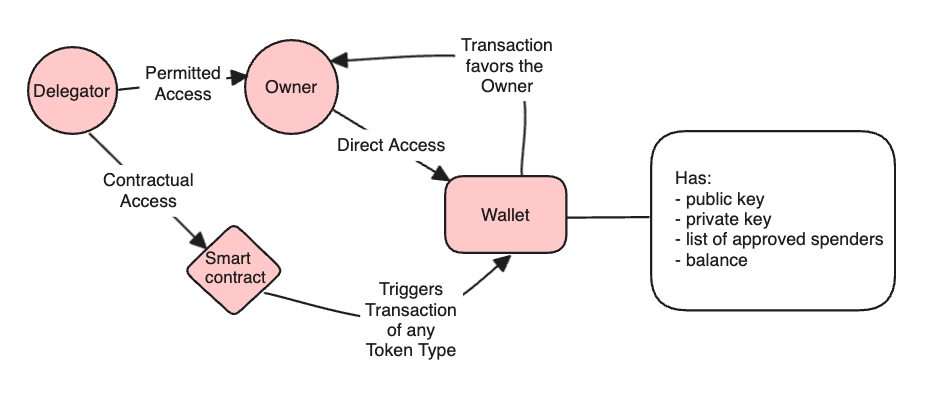 Delegator
Permitted
Access
Owner
Transaction
favors the
Owner
Direct Access
Contractual
Access
Smart
contract
Wallet
Triggers
Transaction
of any
Token Type
Has:
- public key
- private key
- list of approved spenders
- balance